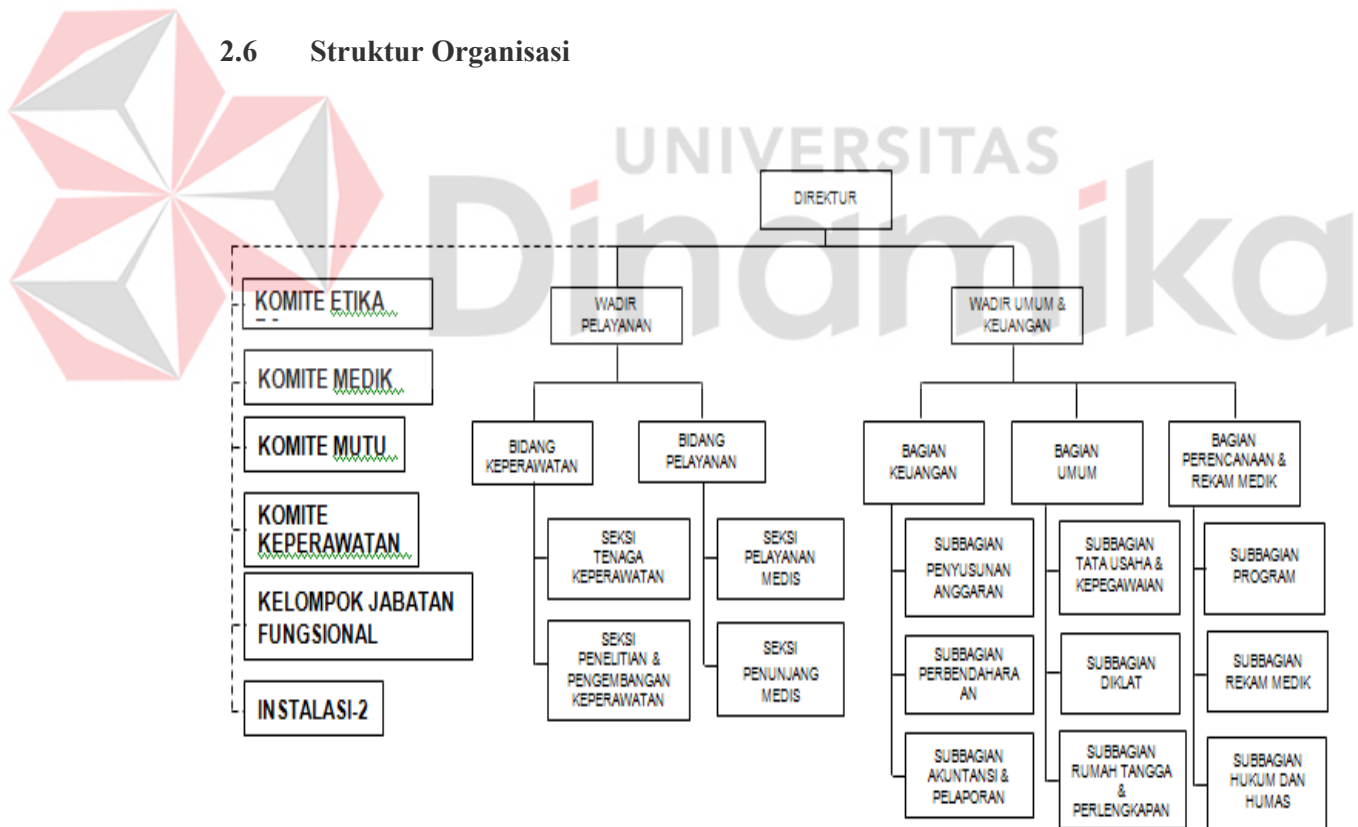 2.6 Struktur Organisasi
UNIVERSITAS
Dinamika
DIREKTUR
KOMITE ETIKA
KOMITE MEDIK
KOMITE MUTU
KOMITE
KEPERAWATAN
KELOMPOK JABATAN
FUNGSIONAL
INSTALASI-2
WADIR
PELAYANAN
WADIR UMUM &
KEUANGAN
BIDANG
KEPERAWATAN
BIDANG
PELAYANAN
BAGIAN
KEUANGAN
BAGIAN
UMUM
BAGIAN
PERENCANAAN &
REKAM MEDIK
SEKSI
TENAGA
KEPERAWATAN
SEKSI
PELAYANAN
MEDIS
SUBBAGIAN
PENYUSUNAN
ANGGARAN
SUBBAGIAN
TATA USAHA &
KEPEGAWAIAN
SUBBAGIAN
PROGRAM
SEKSI
PENELITIAN &
PENGEMBANGAN
KEPERAWATAN
SEKSI
PENUNJANG
MEDIS
SUBBAGIAN
PERBENDAHARA
AN
SUBBAGIAN
DIKLAT
SUBBAGIAN
REKAM MEDIK
SUBBAGIAN
AKUNTANSI &
PELAPORAN
SUBBAGIAN
RUMAH TANGGA
&
PERLENGKAPAN
SUBBAGIAN
HUKUM DAN
HUMAS